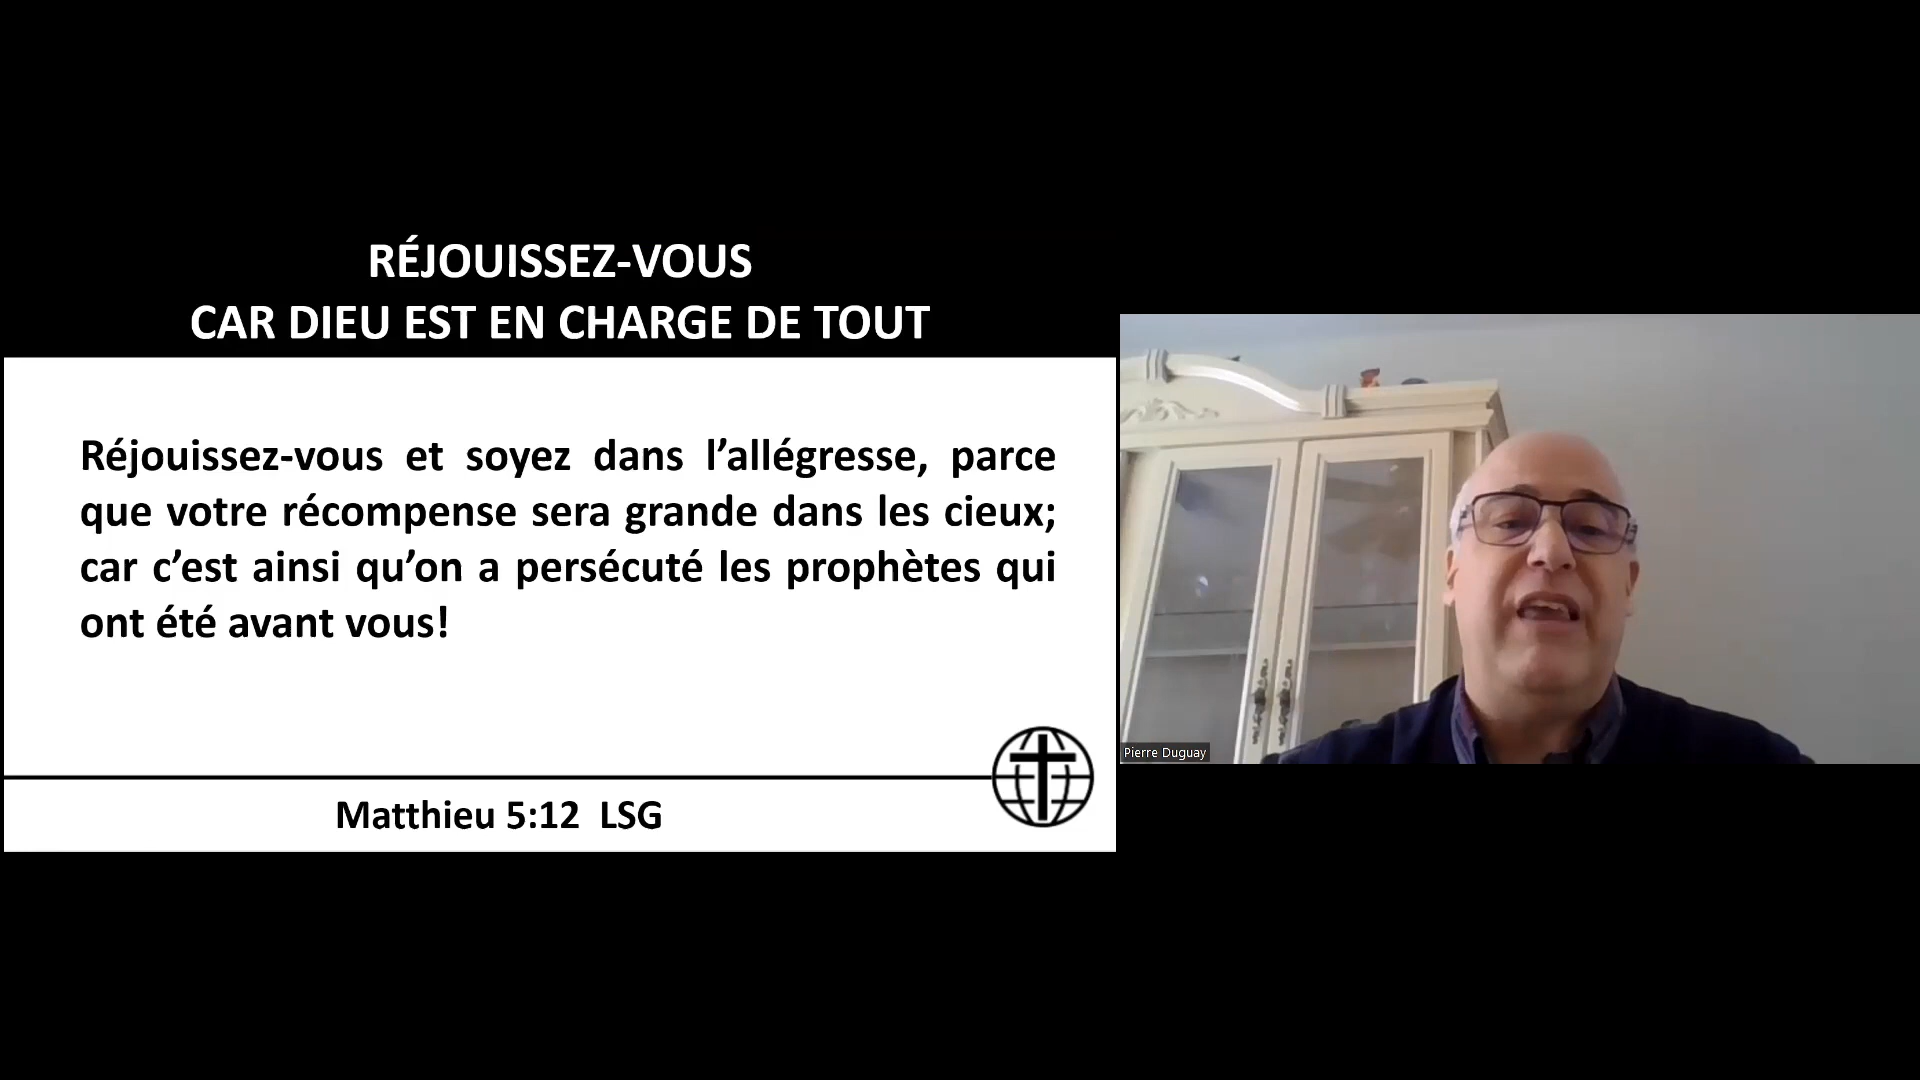 RÉJOUISSEZ-VOUS
CAR DIEU EST EN CHARGE DE TOUT
Réjouissez-vous et soyez dans l’allégresse, parce
que votre récompense sera grande dans les cieux;
car c’est ainsi qu’on a persécuté les prophètes qui
ont été avant vous!
Matthieu 5:12 LSG
Pierre Duguay